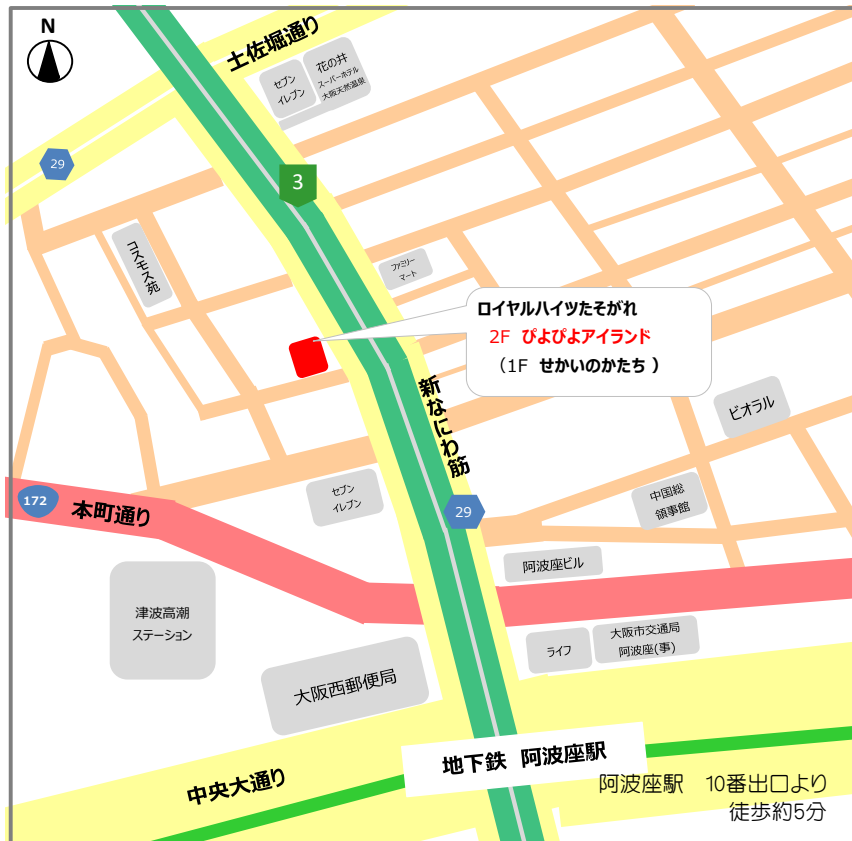 N
土佐堀通り
セブン
イレブン
花の井
スーパーホテル
大阪天然温泉
29
3
コスモス苑
ファミリー
マート
ロイヤルハイツたそがれ
2F ぴよぴよアイランド
（1F せかいのかたち ）
新なにわ筋
ビオラル
172
本町通り
セブン
イレブン
29
中国総
領事館
阿波座ビル
津波高潮
ステーション
ライフ
大阪市交通局
阿波座(事)
大阪西郵便局
地下鉄 阿波座駅
中央大通り
阿波座駅 10番出口より
徒歩約5分